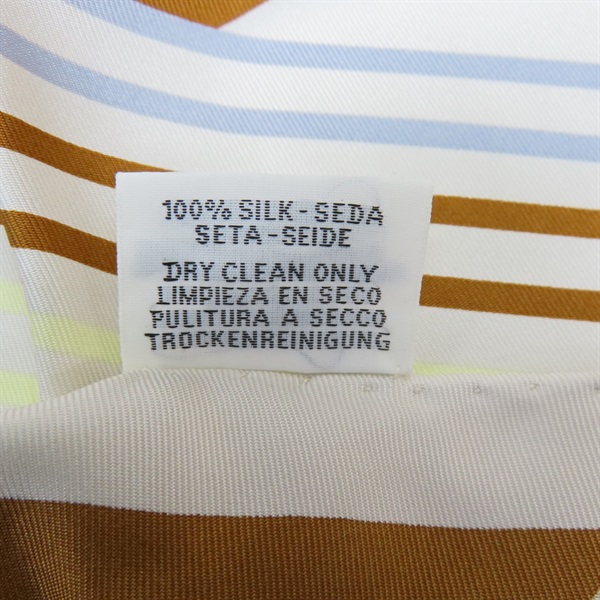 100% SILK-SEDA
SETA-SEIDE
DRY CLEAN ONLY
LIMPIEZA EN SECO
PULITURA A SECCO
TROCKENREINIGUNG